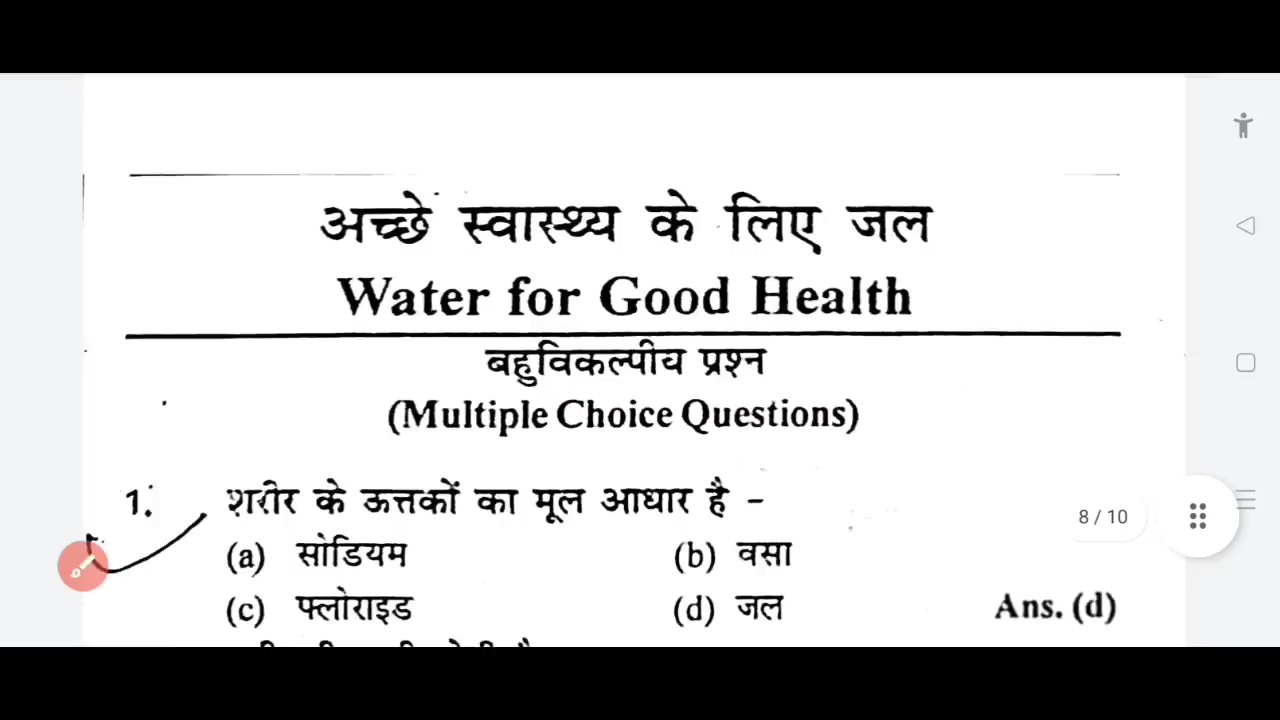 अच्छे स्वास्थ्य के लिए जल
Water for Good Health
बहुविकल्पीय प्रश्न
(Multiple Choice Questions)
1. शरीर के ऊत्तकों का मूल आधार है -
(a) सोडियम (b) वसा
8 / 10
(c) फ्लोराइड (d) जल Ans. (d)